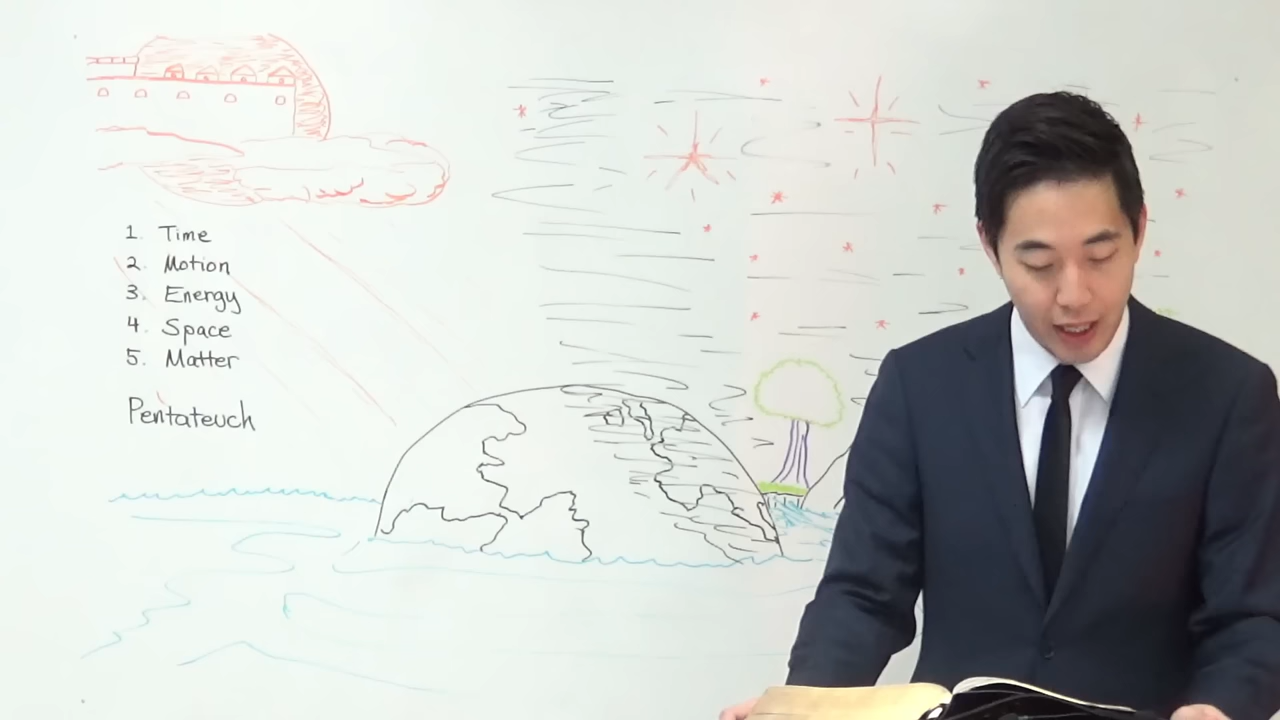 1. Time
2. Motion
3. Energy
4. Space
5. Matter
Pentateuch